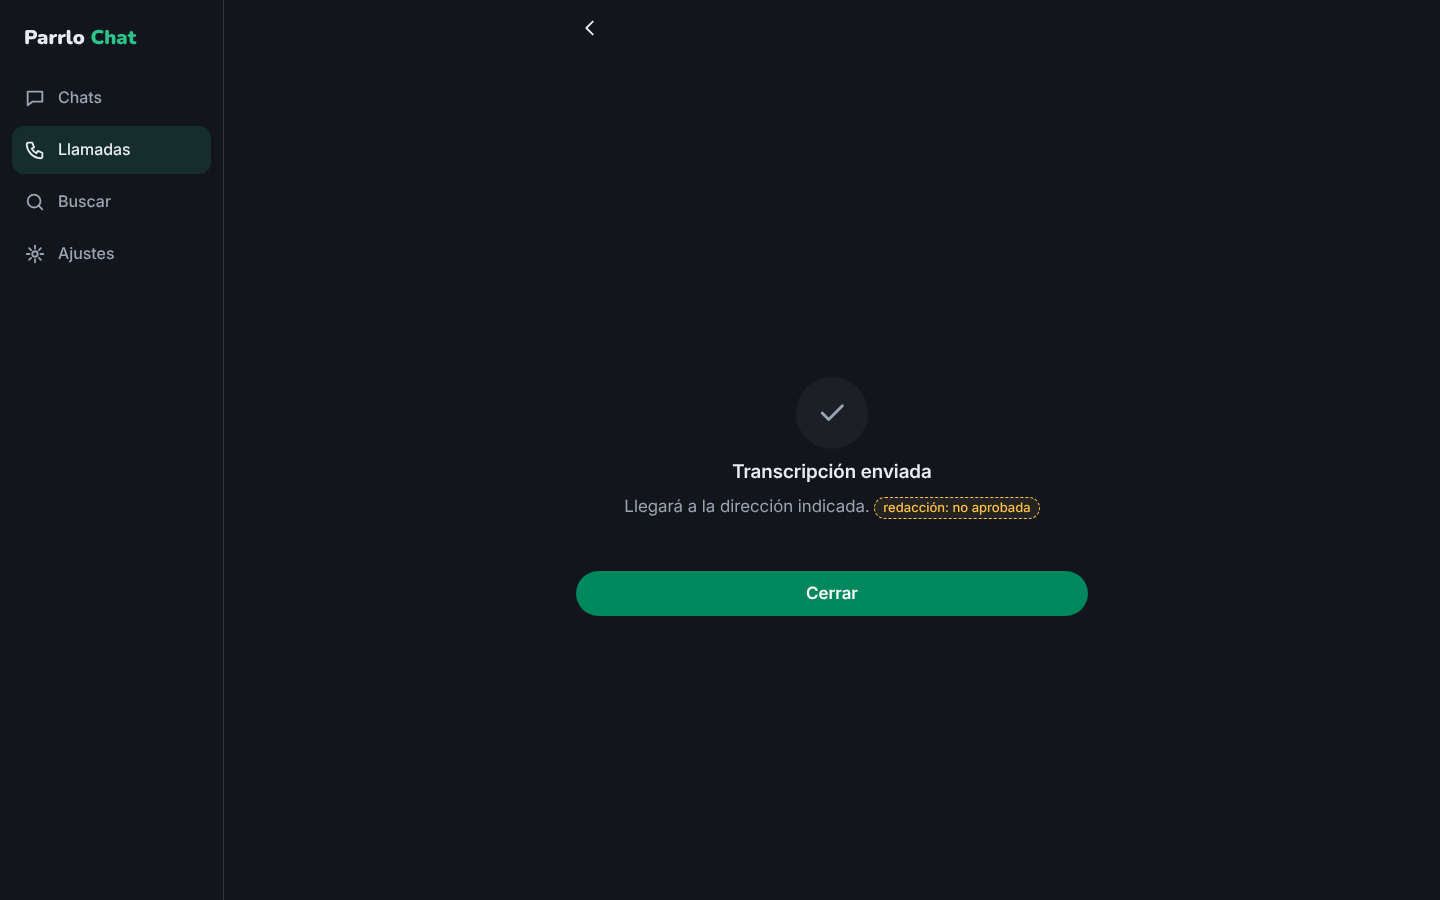 Parrlo Chat
Chats
Llamadas
Buscar
Ajustes
Transcripción enviada
Llegará a la dirección indicada. redacción: no aprobada
Cerrar